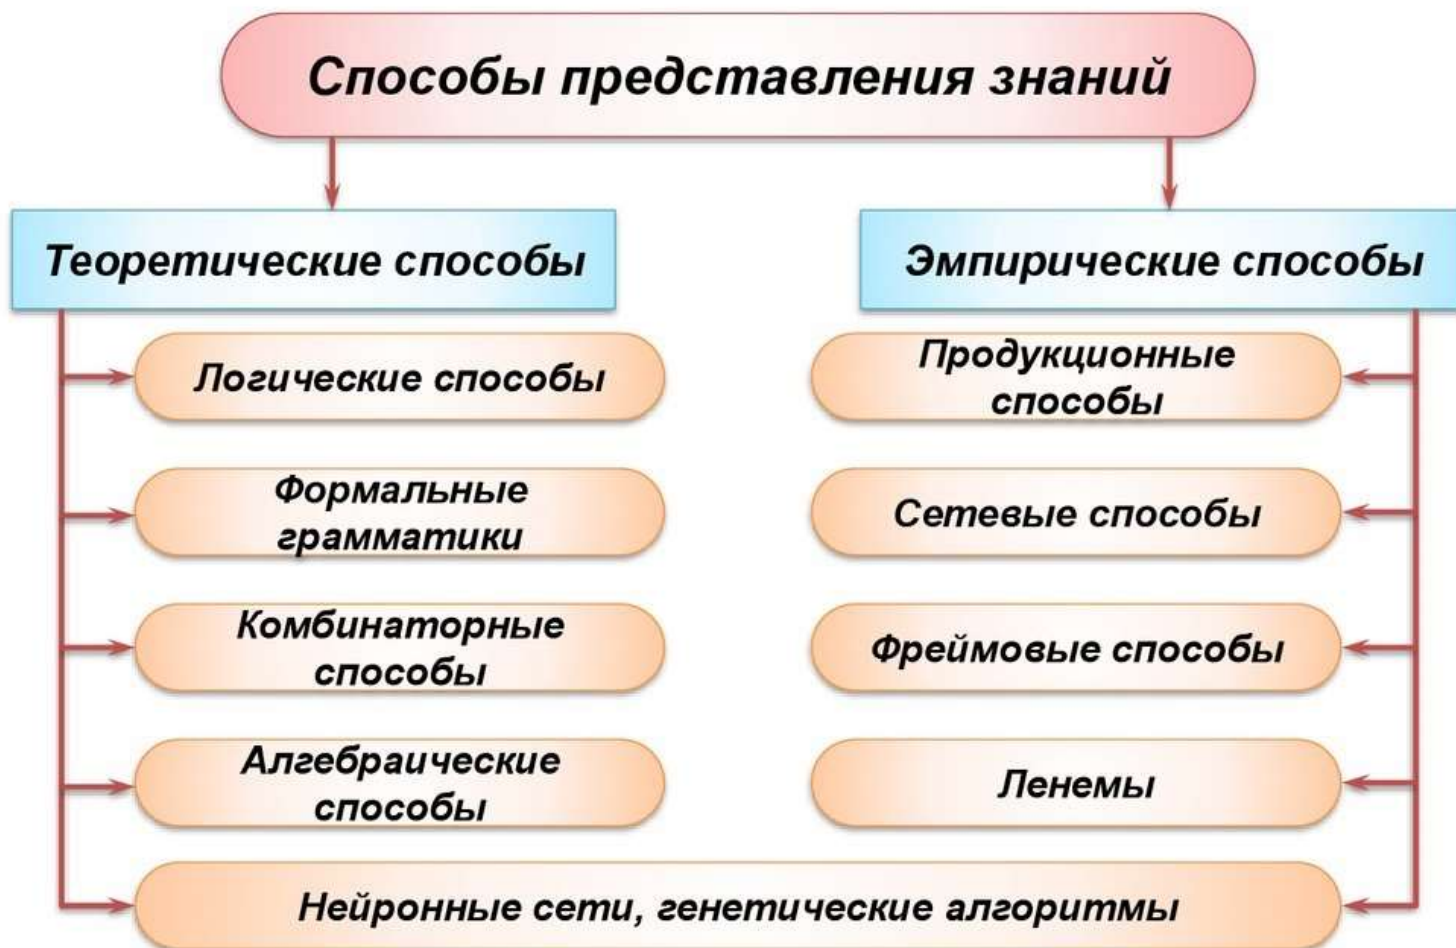 Способы представления знаний
Теоретические способы
Эмпирические способы
Логические способы
Продукционные
способы
Формальные
грамматики
Сетевые способы
Комбинаторные
способы
Фреймовые способы
Алгебраические
способы
Ленемы
Нейронные сети, генетические алгоритмы